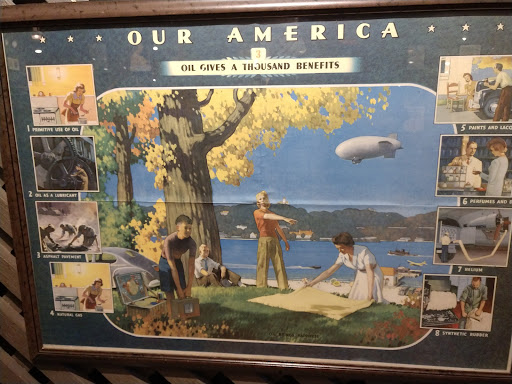 OUR AMERICA
3
OIL GIVES A THOUSAND BENEFITS
1 PRIMITIVE USE OF OIL
2 OIL AS A LUBRICANT
3 ASPHALT PAVEMENT
4 NATURAL GAS
5 PAINTS AND LACQ
6 PERFUMES AND
7 HELIUM
8 SYNTHETIC RUBBER